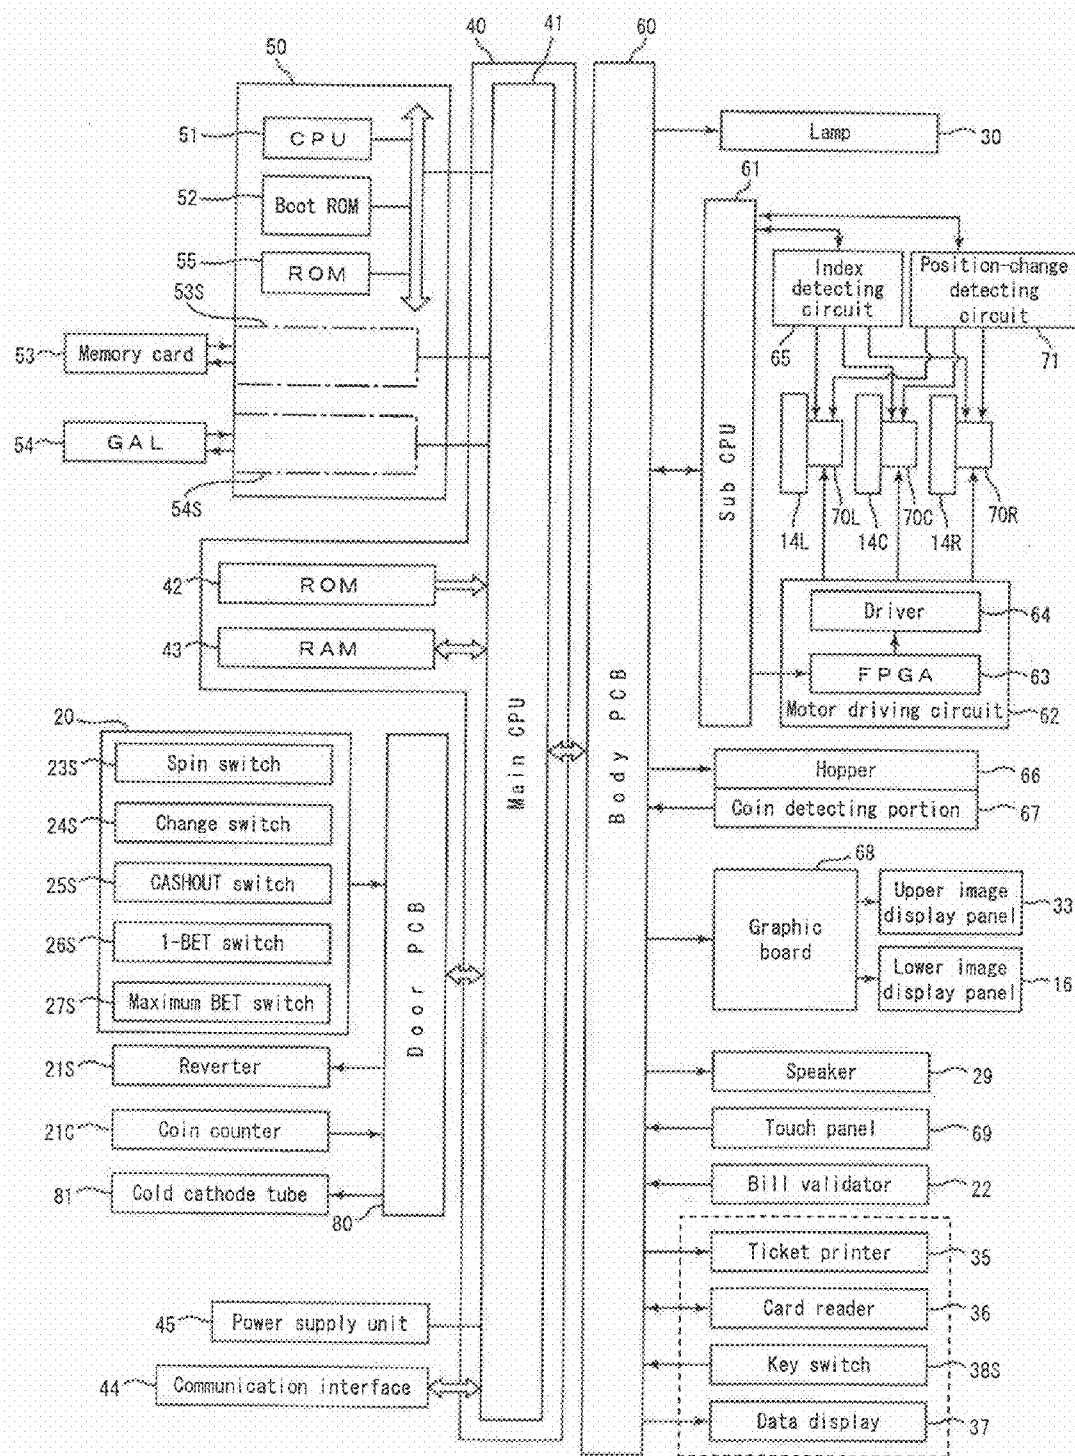 40
41
60
50
51
CPU
52
Boot ROM
55
ROM
53S
53
Memory card
54
GAL
54S
42
ROM
43
RAM
Main CPU
Body PCB
Lamp
30
61
Sub CPU
Index
detecting
circuit
65
Position-change
detecting
circuit
71
14L
70L
14C
70C
14R
70R
Driver
64
FPGA
63
Motor driving circuit
62
20
23S
Spin switch
24S
Change switch
25S
CASHOUT switch
26S
1-BET switch
27S
Maximum BET switch
Door PCB
80
21S
Reverter
21C
Coin counter
81
Cold cathode tube
45
Power supply unit
44
Communication interface
Hopper
66
Coin detecting portion
67
68
Graphic
board
Upper image
display panel
33
Lower image
display panel
16
Speaker
29
Touch panel
69
Bill validator
22
Ticket printer
35
Card reader
36
Key switch
38S
Data display
37